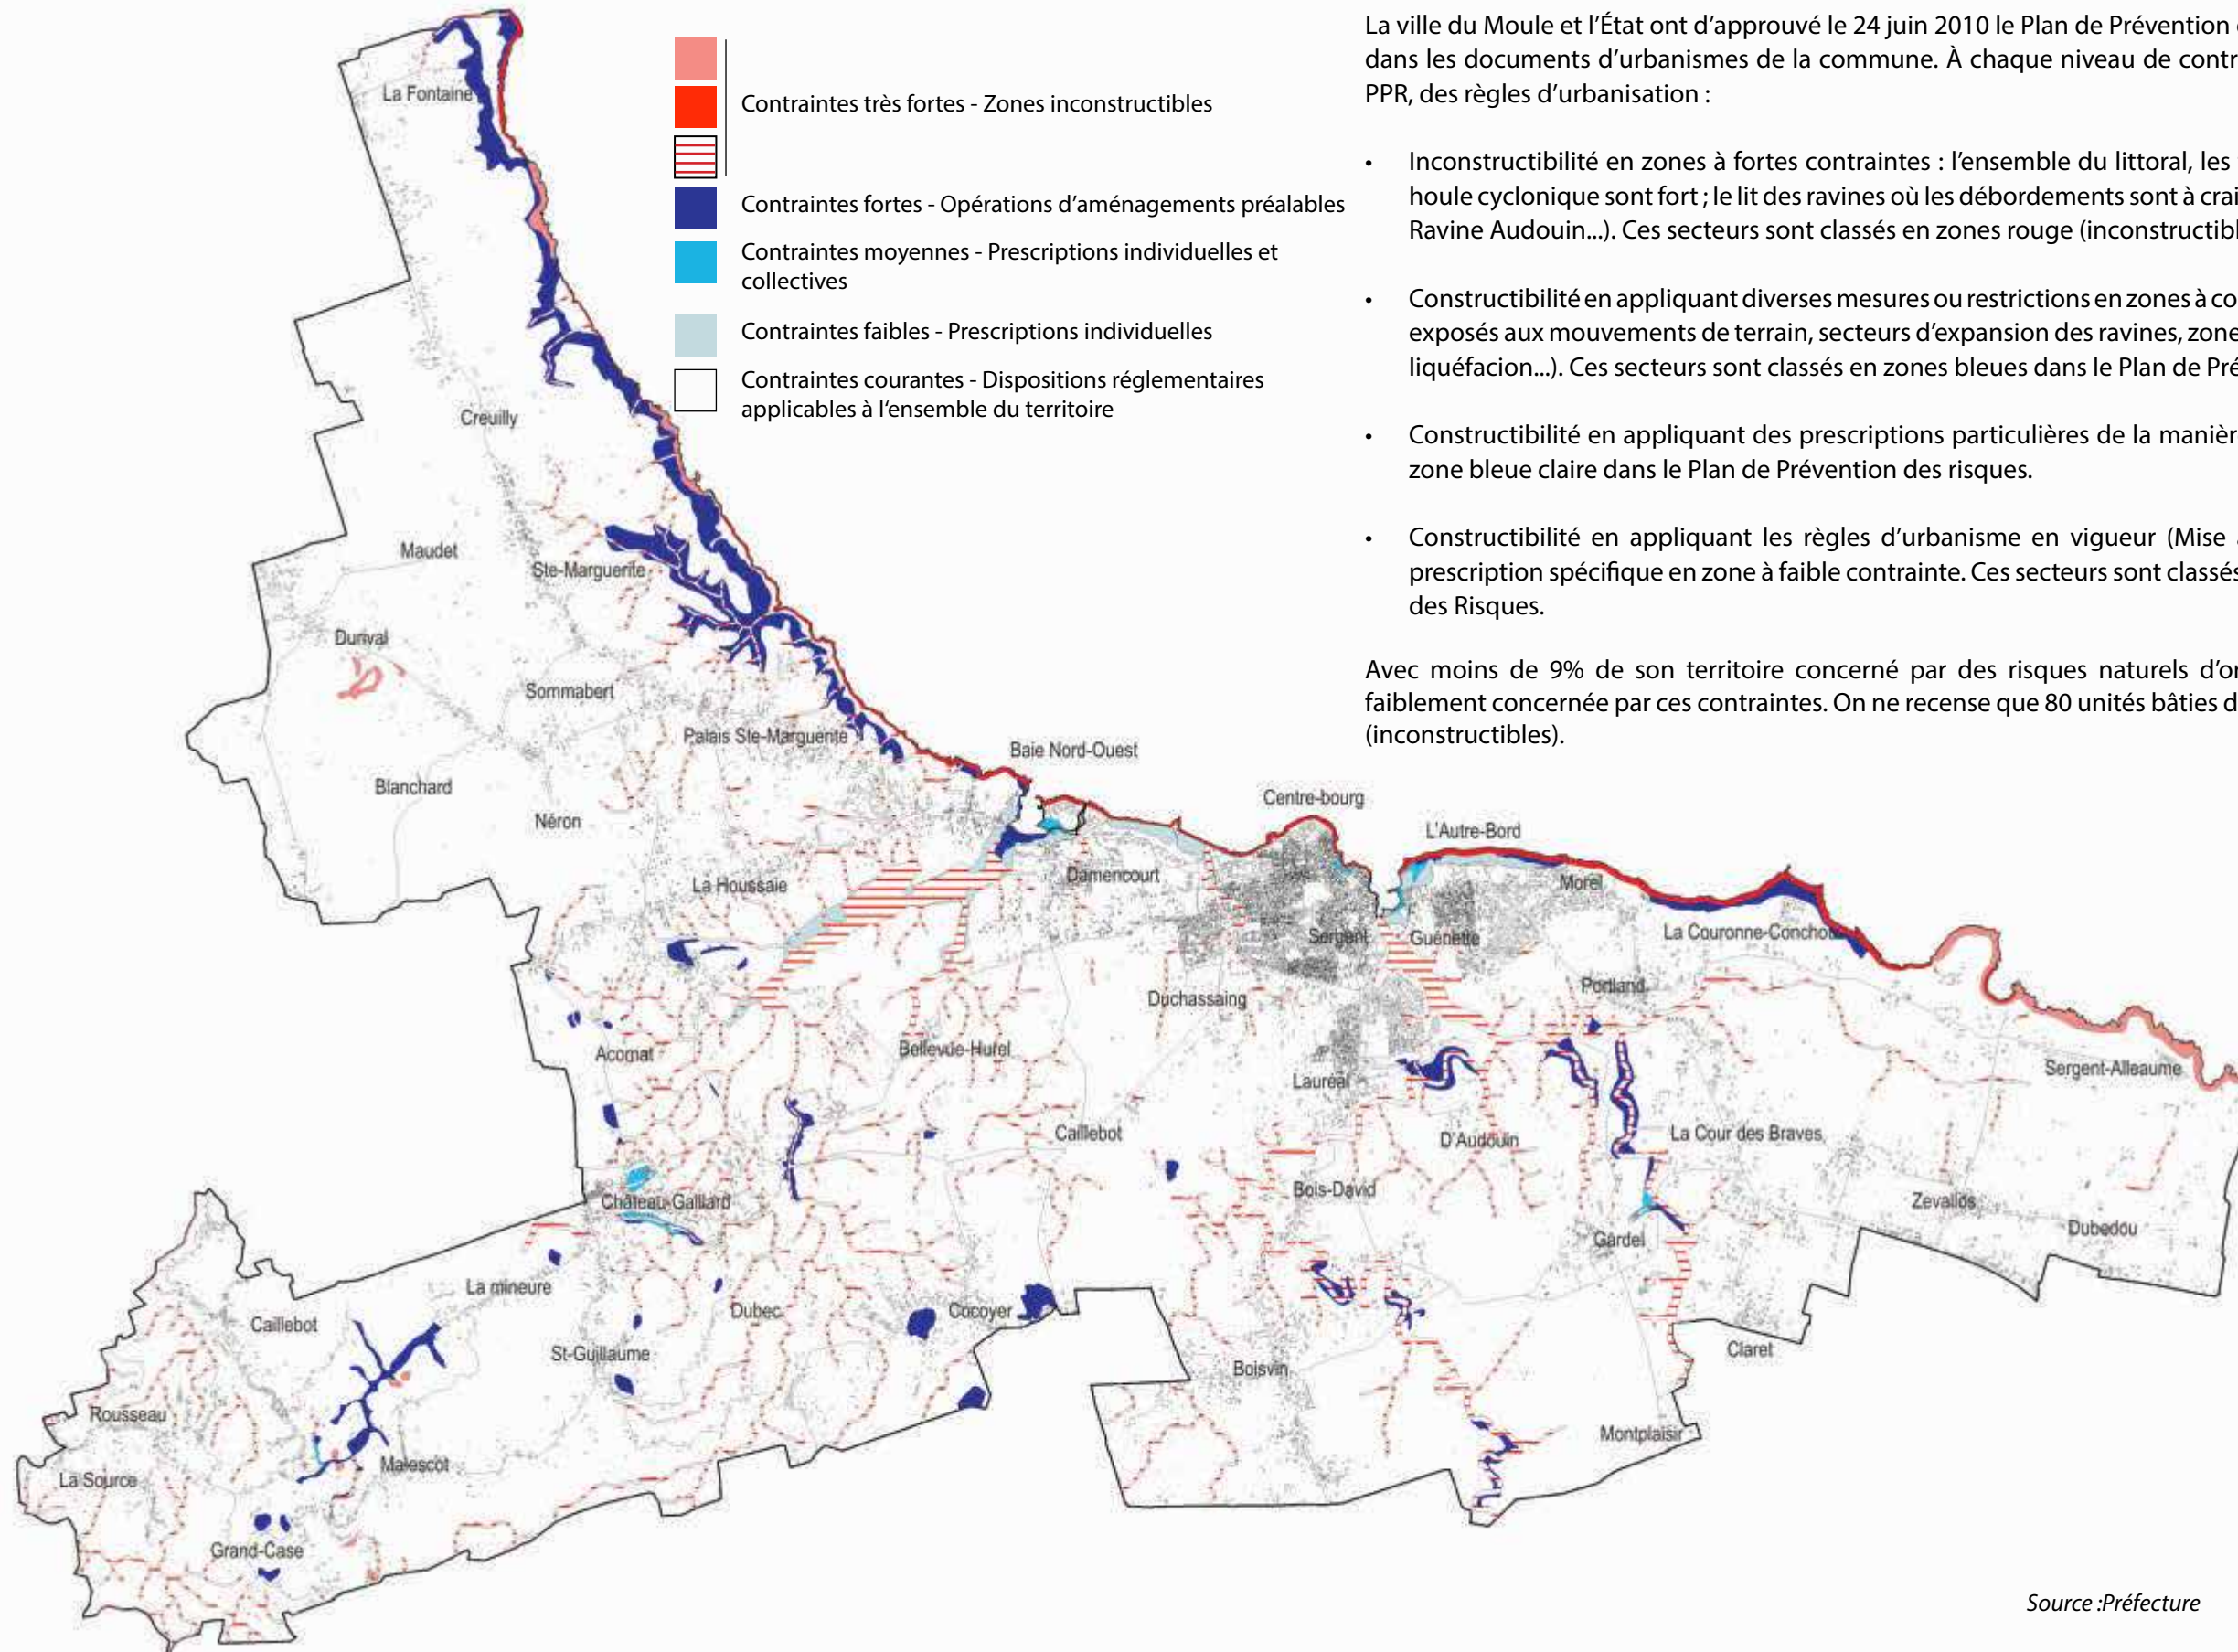 La ville du Moule et l’État ont d’approuvé le 24 juin 2010 le Plan de Prévention
dans les documents d’urbanismes de la commune. À chaque niveau de
PPR, des règles d’urbanisation :
• Inconstructibilité en zones à fortes contraintes : l’ensemble du littoral, les
houle cyclonique sont fort ; le lit des ravines où les débordements sont à
Ravine Audouin...). Ces secteurs sont classés en zones rouge
• Constructibilité en appliquant diverses mesures ou restrictions en zones à
exposés aux mouvements de terrain, secteurs d’expansion des ravines,
liquéfacion...). Ces secteurs sont classés en zones bleues dans le Plan de
• Constructibilité en appliquant des prescriptions particulières de la
zone bleue claire dans le Plan de Prévention des risques.
• Constructibilité en appliquant les règles d’urbanisme en vigueur (Mise
prescription spécifique en zone à faible contrainte. Ces secteurs sont classés
des Risques.
Avec moins de 9% de son territoire concerné par des risques naturels
faiblement concernée par ces contraintes. On ne recense que 80 unités bâties
(inconstructibles).
Contraintes très fortes - Zones inconstructibles
Contraintes fortes - Opérations d’aménagements préalables
Contraintes moyennes - Prescriptions individuelles et
collectives
Contraintes faibles - Prescriptions individuelles
Contraintes courantes - Dispositions réglementaires
applicables à l‘ensemble du territoire
La Fontaine
Creuilly
Maudet
Ste-Marguerite
Durival
Sommabert
Palais Ste-Marguerite
Baie Nord-Ouest
Blanchard
Néron
Centre-bourg
L'Autre-Bord
La Houssaie
Damencourt
Morel
Sergent
Guénette
La Couronne-Conchou
Duchassaing
Portland
Acomat
Bellevue-Hurel
Lauréal
Sergent-Alleaume
Caillebot
D'Audouin
La Cour des Braves
Château-Gaillard
Bois-David
Zevallos
Dubedou
Gardel
La mineure
Dubec
Cocoyer
Caillebot
St-Guillaume
Boisvin
Claret
Rousseau
Montplaisir
Malescot
La Source
Grand-Case
Source :Préfecture